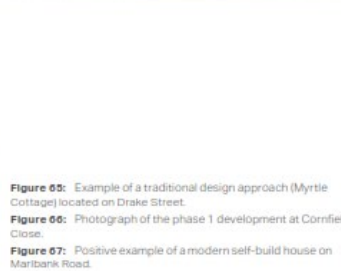 Figure 65: Example of a traditional design approach (Myrtle
Cottage) located on Drake Street.
Figure 66: Photograph of the phase 1 development at Cornfie
Close.
Figure 67: Positive example of a modern self-build house on
Marlbank Road.